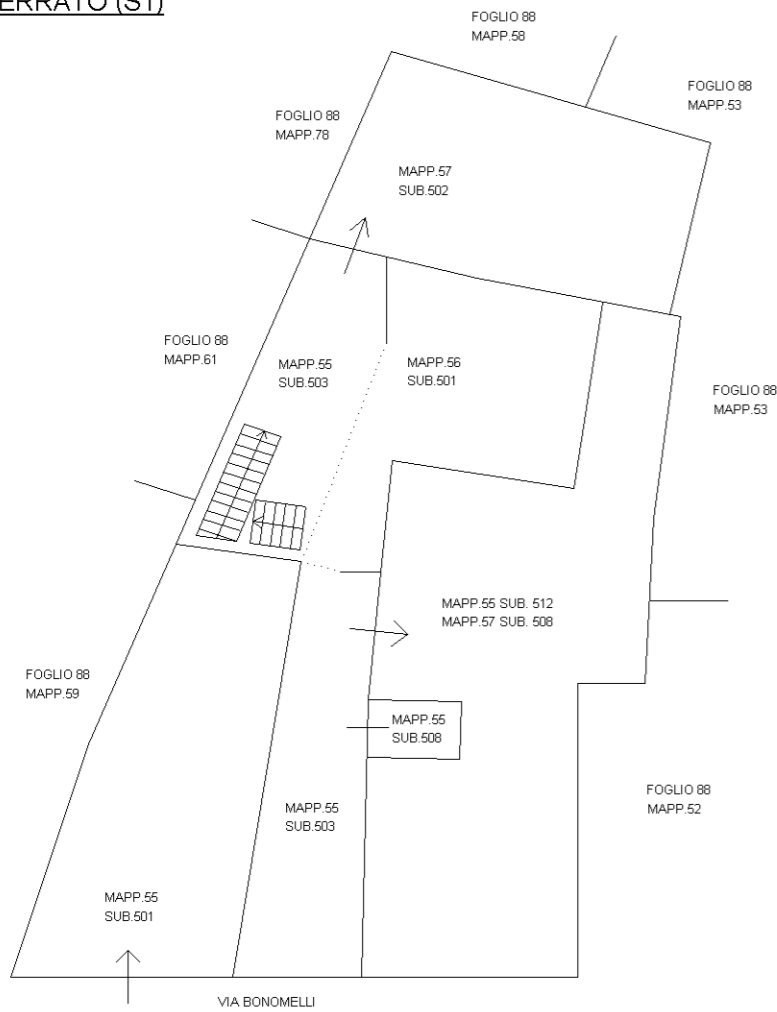 FOGLIO 88
MAPP.58
FOGLIO 88
MAPP.53
FOGLIO 88
MAPP.78
MAPP.57
SUB.502
FOGLIO 88
MAPP.61
MAPP.55
SUB.503
MAPP.56
SUB.501
FOGLIO 88
MAPP.53
MAPP.55 SUB. 512
MAPP.57 SUB. 508
FOGLIO 88
MAPP.59
MAPP.55
SUB.508
FOGLIO 88
MAPP.52
MAPP.55
SUB.503
MAPP.55
SUB.501
VIA BONOMELLI